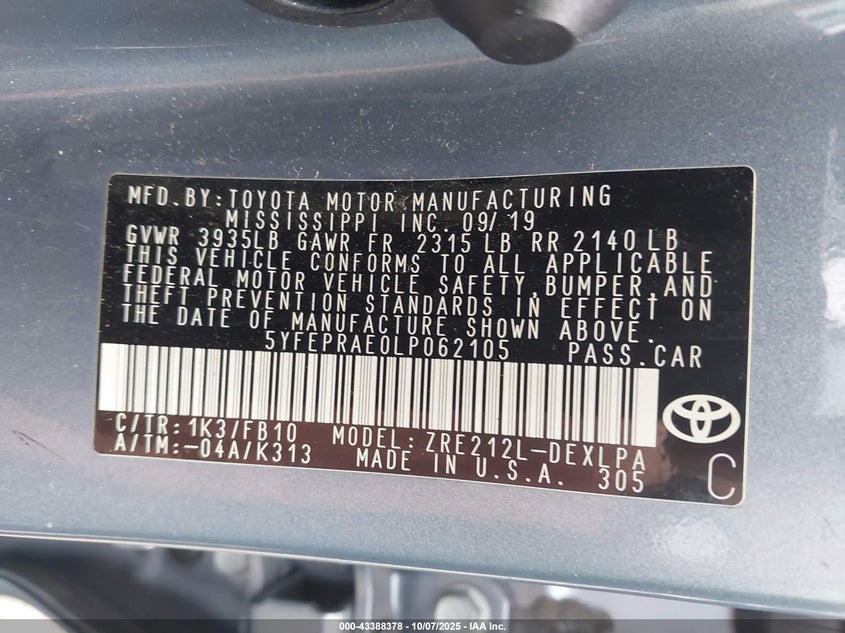 MFD.BY:TOYOTA MOTOR MANUFACTURING
MISSISSIPPI INC. 09/19
GVWR 3935LB GAWR FR 2315 LB RR 2140 LB
THIS VEHICLE CONFORMS TO ALL APPLICABLE
FEDERAL MOTOR VEHICLE SAFETY,BUMPER,AND
THEFT PREVENTION STANDARDS IN EFFECT ON
THE DATE OF MANUFACTURE SHOWN ABOVE.
5YFEPRAE0LP062105 PASS.CAR
C/TR:1K3/FB10 MODEL:ZRE212L-DEXLPA
A/TM:-04A/K313 MADE IN U.S.A. 305
C
000-43388378 | 10/07/2025 | IAA Inc.